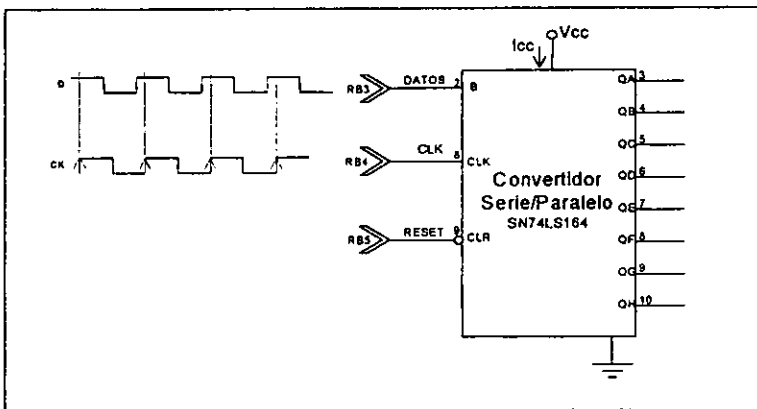 Icc
Vcc
D
CK
RB3
DATOS
2
B
RB4
CLK
8
CLK
RB5
RESET
9
CLR
Convertidor
Serie/Paralelo
SN74LS164
QA 3
QB 4
QC 5
QD 6
QE 7
QF 8
QG 9
QH 10